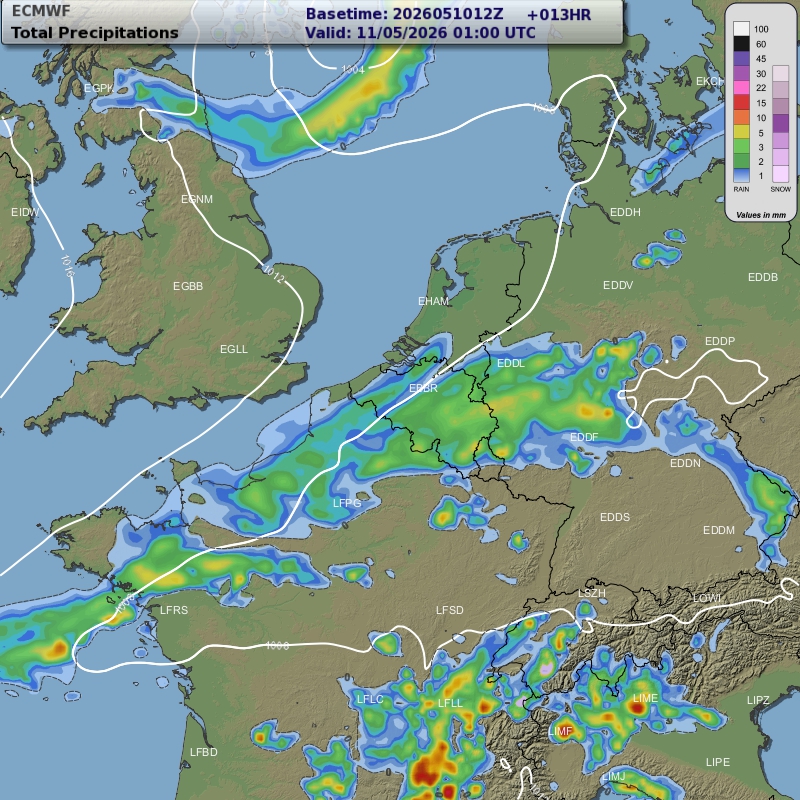 ECMWF
Basetime: 2026051012Z +013HR
Total Precipitations
Valid: 11/05/2026 01:00 UTC
100
60
45
30
22
15
10
5
3
2
1
RAIN
SNOW
Values in mm
1004
EGPK
EKCH
1008
EIDW
EGNM
EDDH
1016
1012
EGBB
EDDV
EDDB
EHAM
EGLL
EDDL
EDDP
EBBR
EDDF
EDDN
LFPG
EDDS
EDDM
1008
LFRS
LFSD
LSZH
LOWI
1008
LFLC
LFLL
LIME
LIPZ
LIMF
LFBD
LIPE
LIMJ